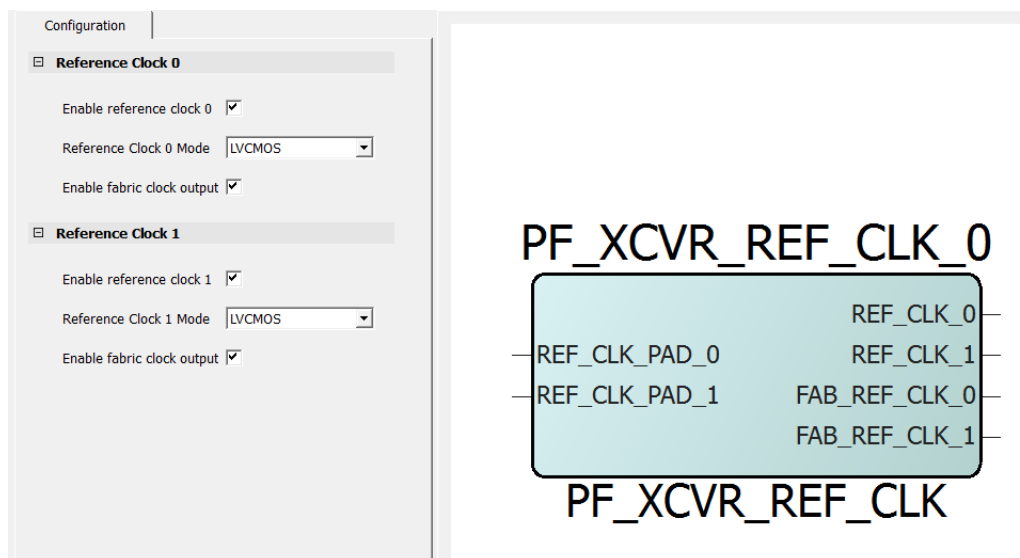 Configuration
Reference Clock 0
Enable reference clock 0
Reference Clock 0 Mode LVCMOS
Enable fabric clock output
Reference Clock 1
Enable reference clock 1
Reference Clock 1 Mode LVCMOS
Enable fabric clock output
PF_XCVR_REF_CLK_0
REF_CLK_0
REF_CLK_PAD_0 REF_CLK_1
REF_CLK_PAD_1 FAB_REF_CLK_0
FAB_REF_CLK_1
PF_XCVR_REF_CLK